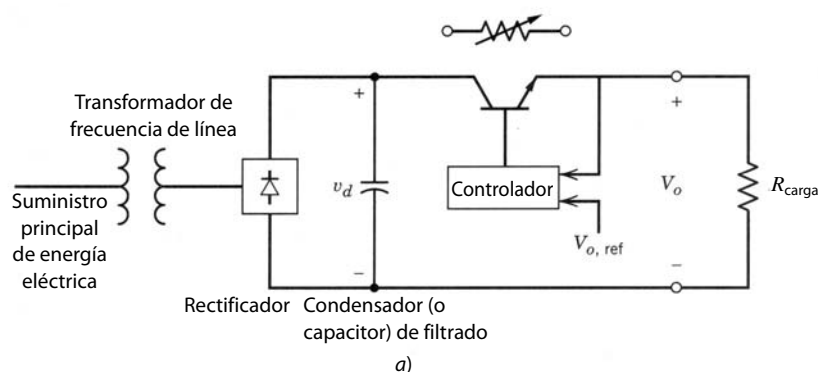 Transformador de
frecuencia de línea
Suministro
principal
de energía
eléctrica
Rectificador
+
v_d
−
Condensador (o
capacitor) de filtrado
Controlador
V_o, ref
+
V_o
−
R_carga
a)